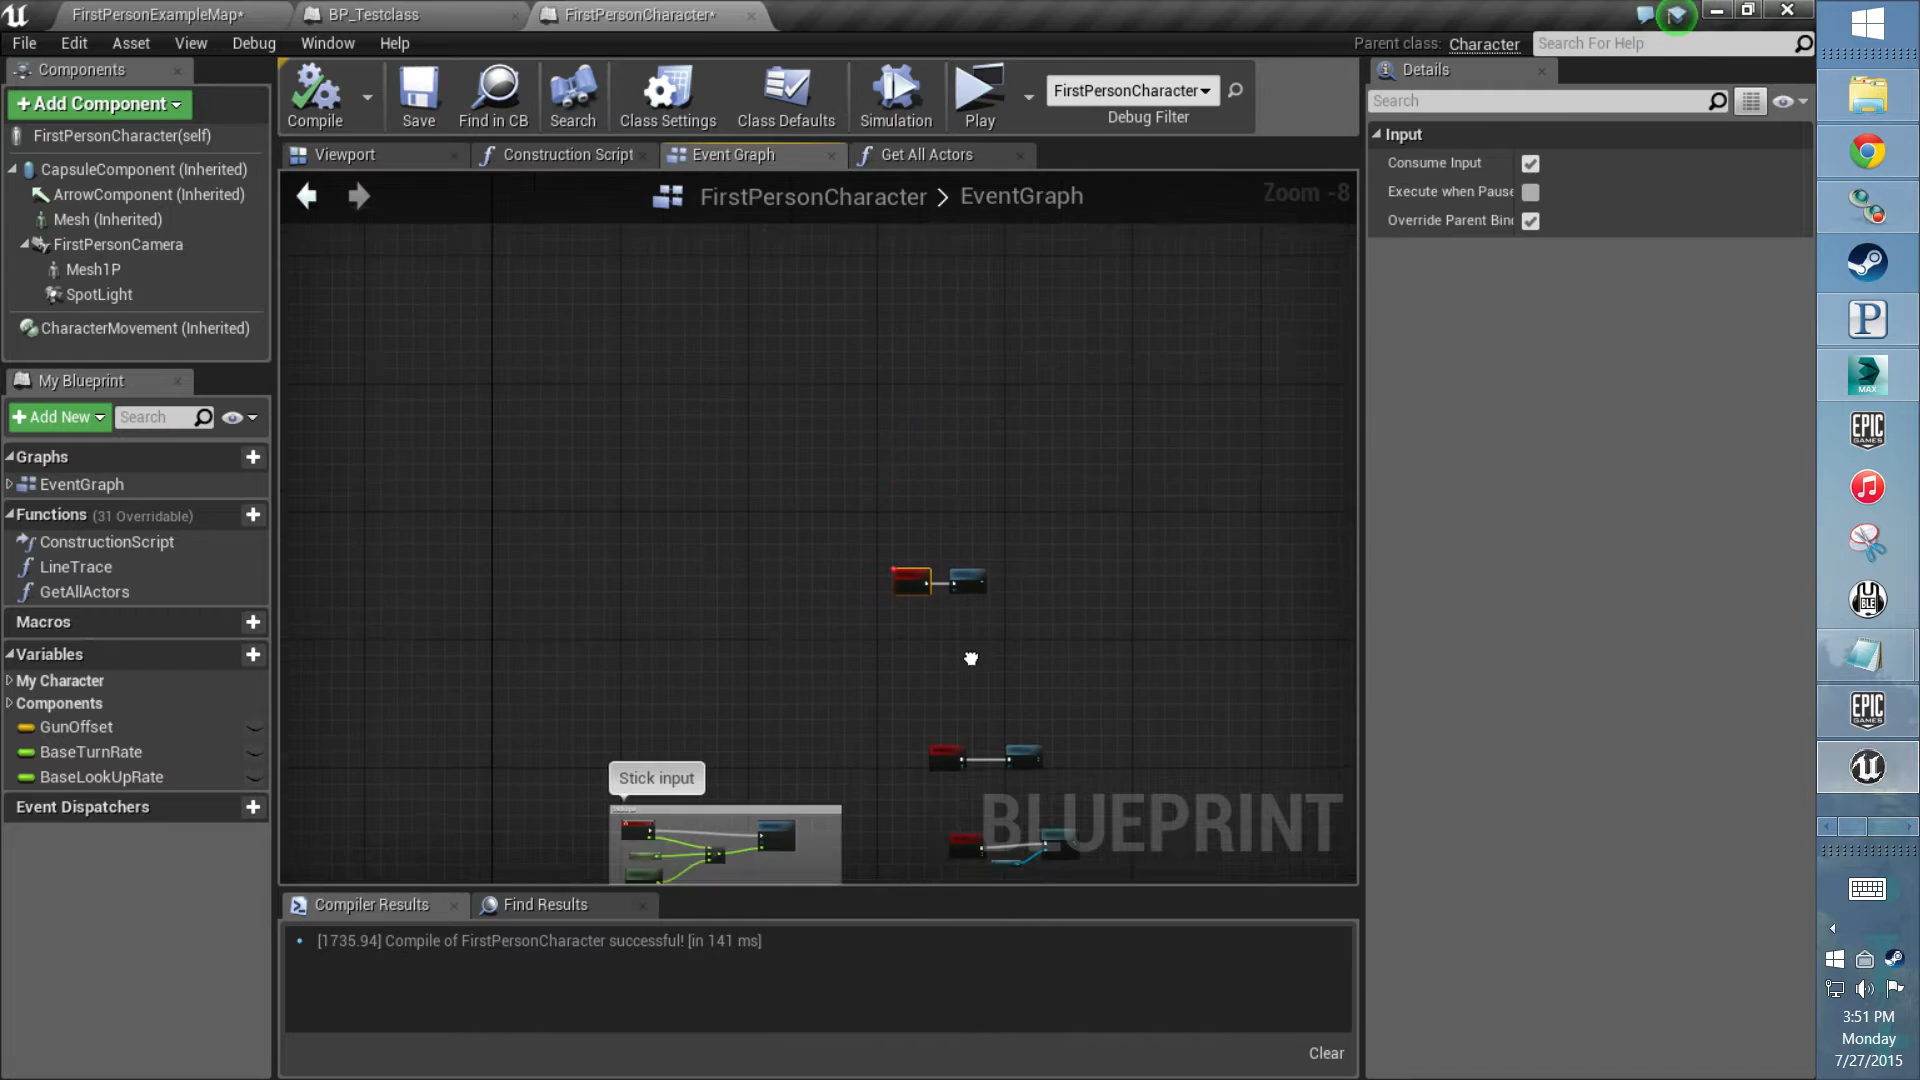 FirstPersonExampleMap*
BP_Testclass
FirstPersonCharacter*
File
Edit
Asset
View
Debug
Window
Help
Parent class: Character
Search For Help
Components
Add Component
FirstPersonCharacter(self)
CapsuleComponent (Inherited)
ArrowComponent (Inherited)
Mesh (Inherited)
FirstPersonCamera
Mesh1P
SpotLight
CharacterMovement (Inherited)
Compile
Save
Find in CB
Search
Class Settings
Class Defaults
Simulation
Play
FirstPersonCharacter
Debug Filter
Viewport
Construction Script
Event Graph
Get All Actors
FirstPersonCharacter > EventGraph
Zoom -8
Details
Search
Input
Consume Input
Execute when Pause
Override Parent Bin
My Blueprint
Add New
Search
Graphs
EventGraph
Functions (31 Overridable)
ConstructionScript
LineTrace
GetAllActors
Macros
Variables
My Character
Components
GunOffset
BaseTurnRate
BaseLookUpRate
Event Dispatchers
Stick input
BLUEPRINT
Compiler Results
Find Results
[1735.94] Compile of FirstPersonCharacter successful! [in 141 ms]
Clear
P
MAX
EPIC
GAMES
BLE
EPIC
GAMES
3:51 PM
Monday
7/27/2015